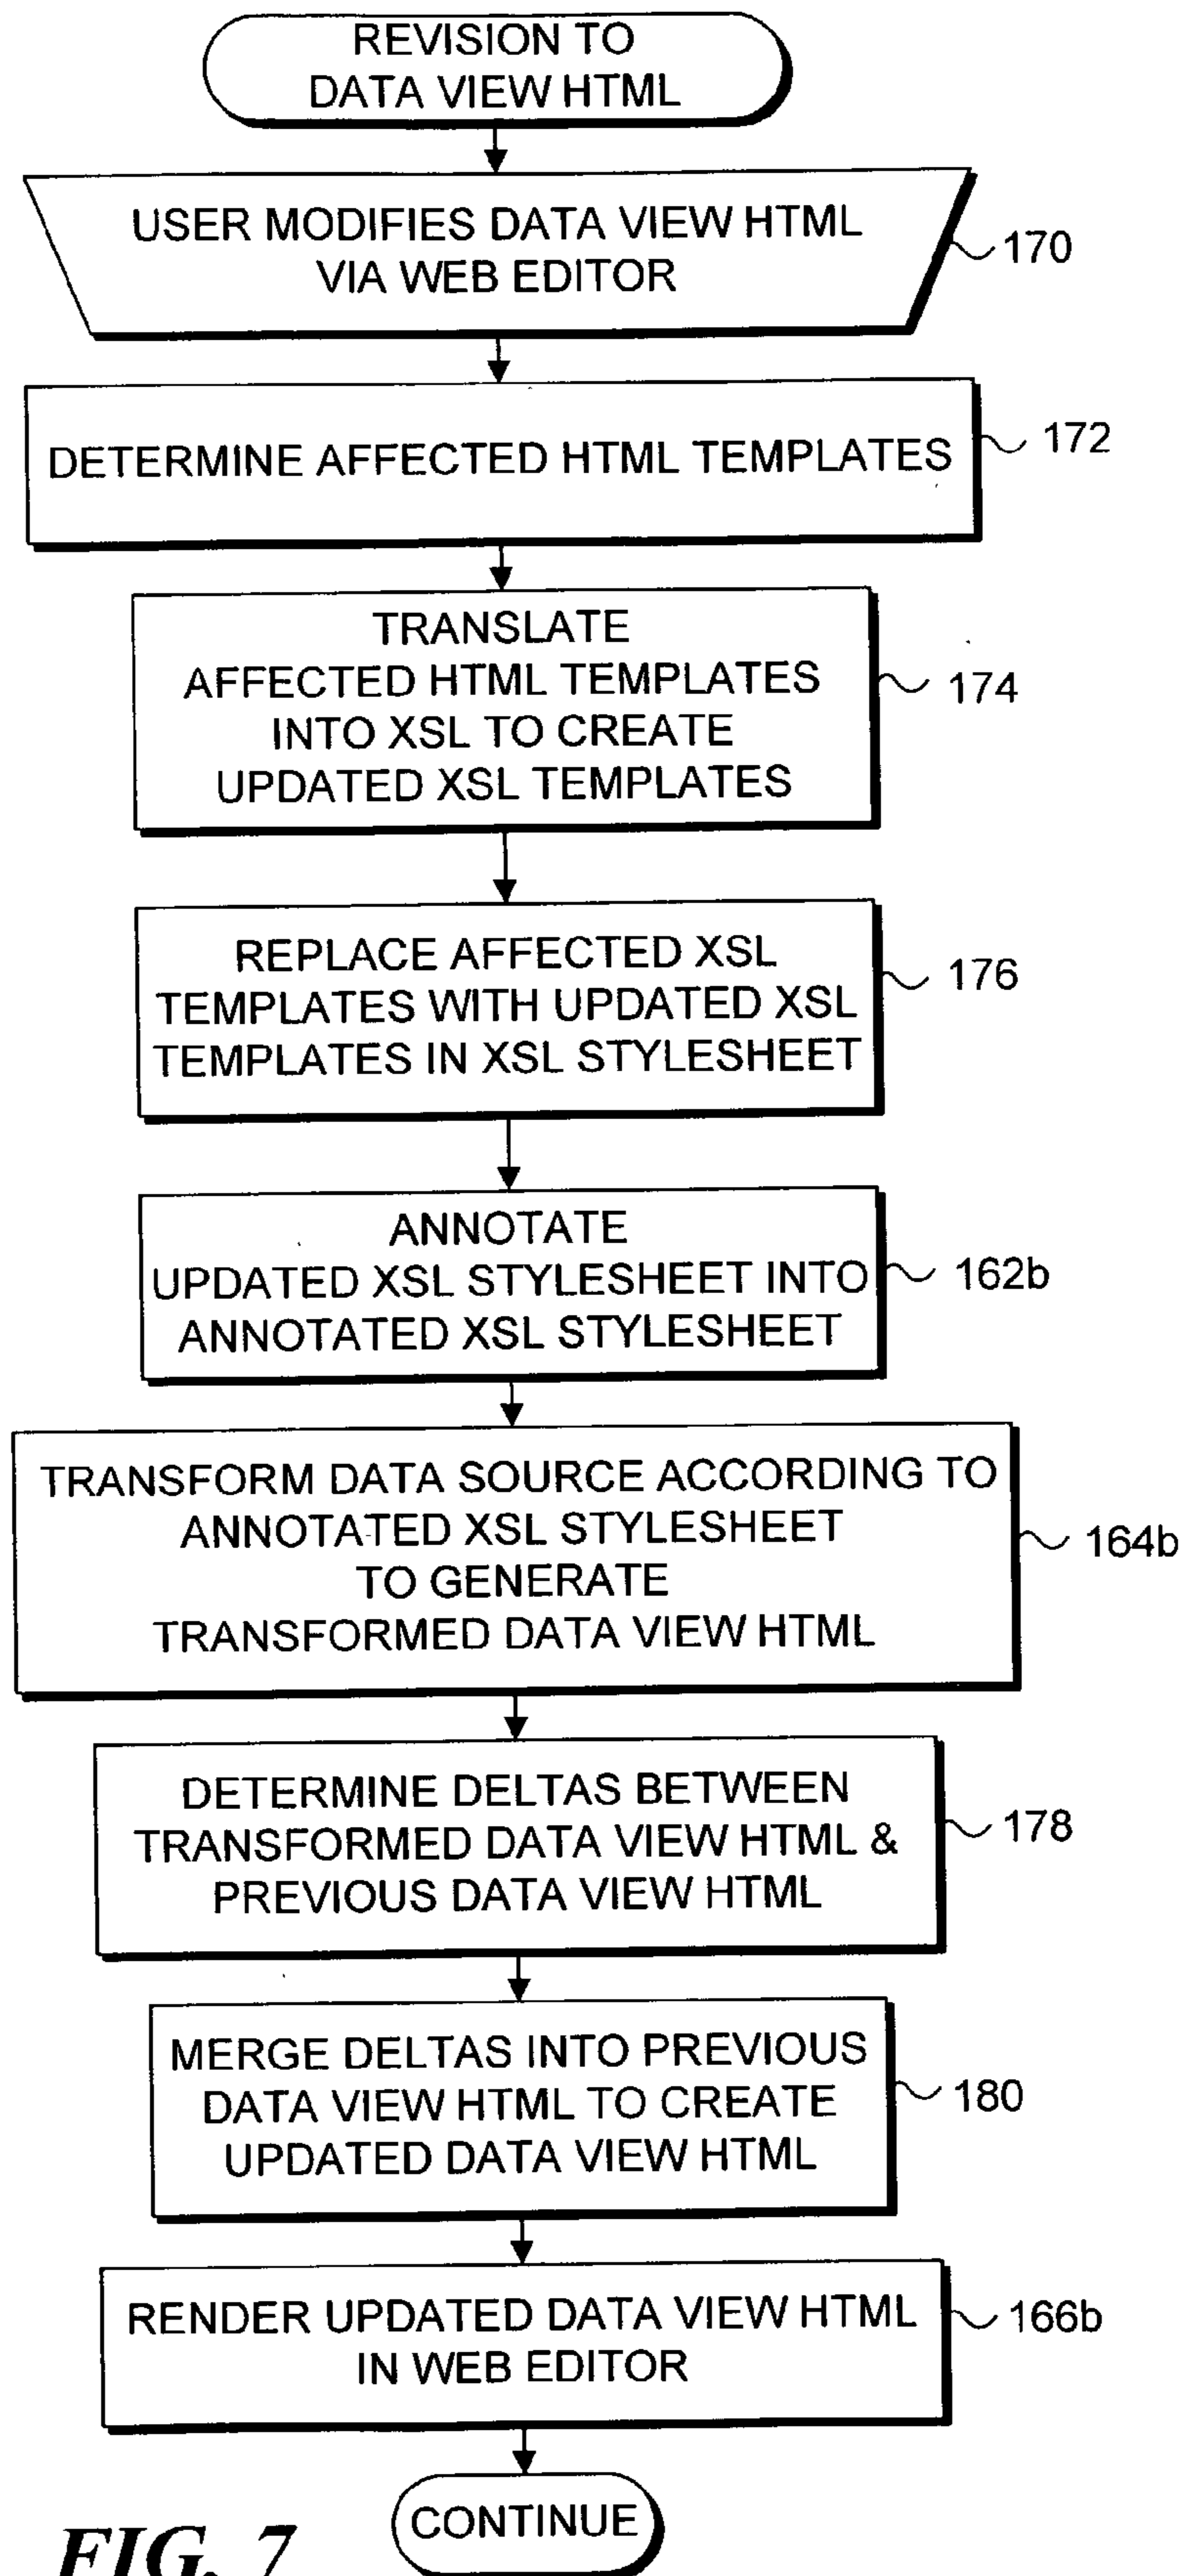 REVISION TO
DATA VIEW HTML
USER MODIFIES DATA VIEW HTML
VIA WEB EDITOR
170
DETERMINE AFFECTED HTML TEMPLATES
172
TRANSLATE
AFFECTED HTML TEMPLATES
INTO XSL TO CREATE
UPDATED XSL TEMPLATES
174
REPLACE AFFECTED XSL
TEMPLATES WITH UPDATED XSL
TEMPLATES IN XSL STYLESHEET
176
ANNOTATE
UPDATED XSL STYLESHEET INTO
ANNOTATED XSL STYLESHEET
162b
TRANSFORM DATA SOURCE ACCORDING TO
ANNOTATED XSL STYLESHEET
TO GENERATE
TRANSFORMED DATA VIEW HTML
164b
DETERMINE DELTAS BETWEEN
TRANSFORMED DATA VIEW HTML &
PREVIOUS DATA VIEW HTML
178
MERGE DELTAS INTO PREVIOUS
DATA VIEW HTML TO CREATE
UPDATED DATA VIEW HTML
180
RENDER UPDATED DATA VIEW HTML
IN WEB EDITOR
166b
CONTINUE
FIG. 7